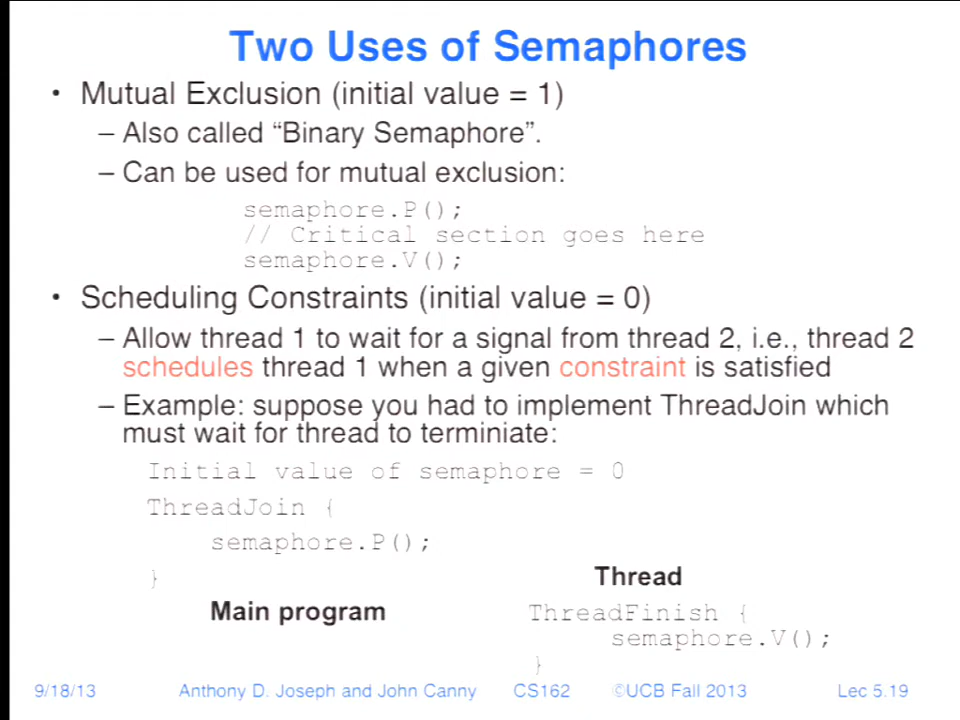 Two Uses of Semaphores
• Mutual Exclusion (initial value = 1)
– Also called “Binary Semaphore”.
– Can be used for mutual exclusion:
semaphore.P();
// Critical section goes here
semaphore.V();
• Scheduling Constraints (initial value = 0)
– Allow thread 1 to wait for a signal from thread 2, i.e., thread 2
schedules thread 1 when a given constraint is satisfied
– Example: suppose you had to implement ThreadJoin which
must wait for thread to terminiate:
Initial value of semaphore = 0
ThreadJoin {
semaphore.P();
}
Main program
Thread
ThreadFinish {
semaphore.V();
}
9/18/13 Anthony D. Joseph and John Canny CS162 ©UCB Fall 2013 Lec 5.19